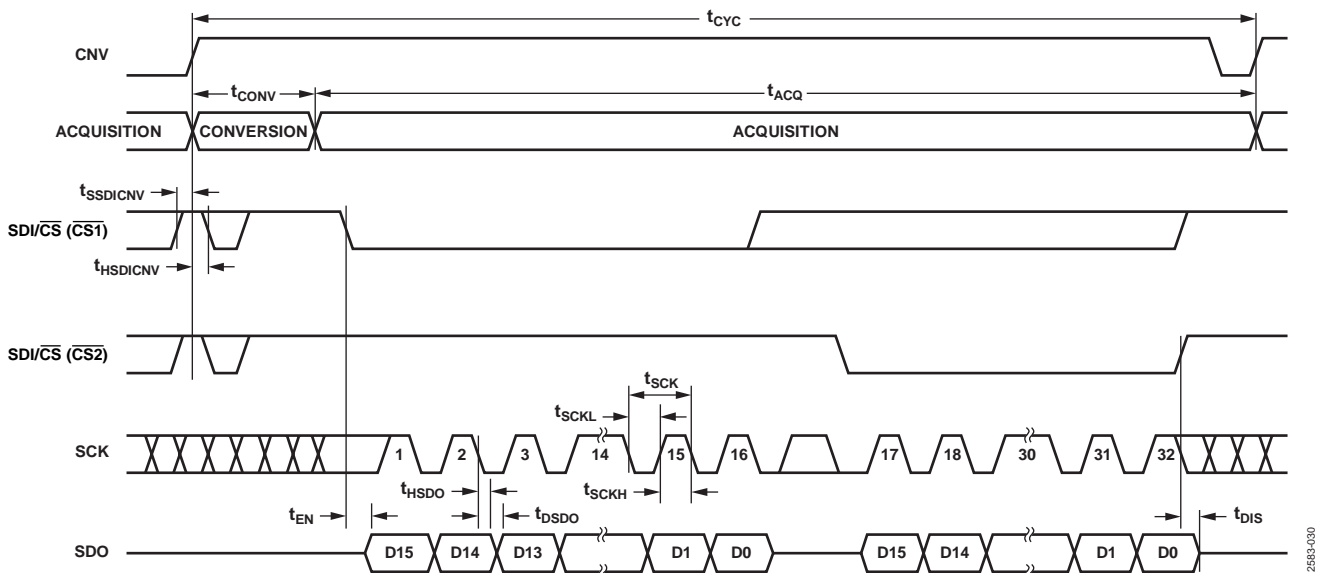 tCYC
CNV
tCONV
tACQ
ACQUISITION
CONVERSION
ACQUISITION
tSSDICNV
SDI/CS (CS1)
tHSDICNV
SDI/CS (CS2)
tSCK
tSCKL
SCK
1 2 3 14 15 16 17 18 30 31 32
tHSDO
tSCKH
tEN
tDSDO
tDIS
SDO
D15 D14 D13 D1 D0 D15 D14 D1 D0
2583-030